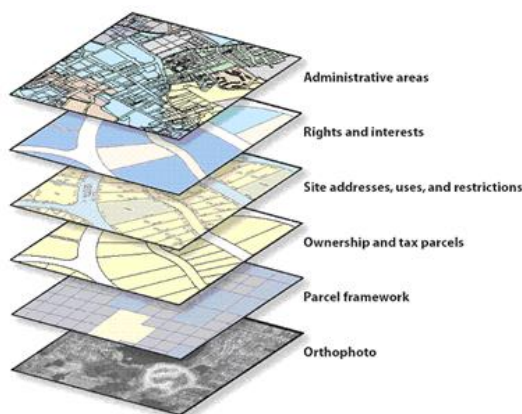 Administrative areas
Rights and interests
Site addresses, uses, and restrictions
Ownership and tax parcels
Parcel framework
Orthophoto